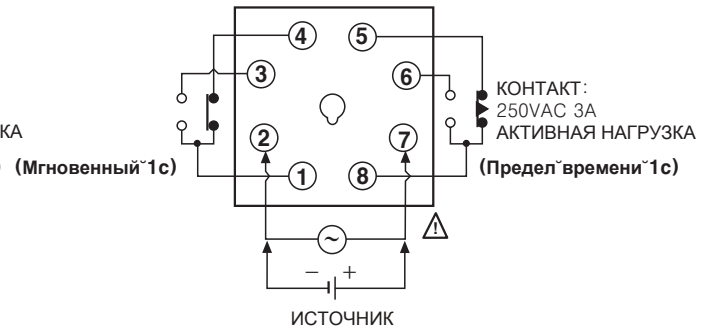 4
5
3
6
КОНТАКТ:
250VAC 3A
АКТИВНАЯ НАГРУЗКА
КА
2
7
(Мгновенный˘1с)
1
8
(Предел˘времени˘1с)
~
!
− +
ИСТОЧНИК